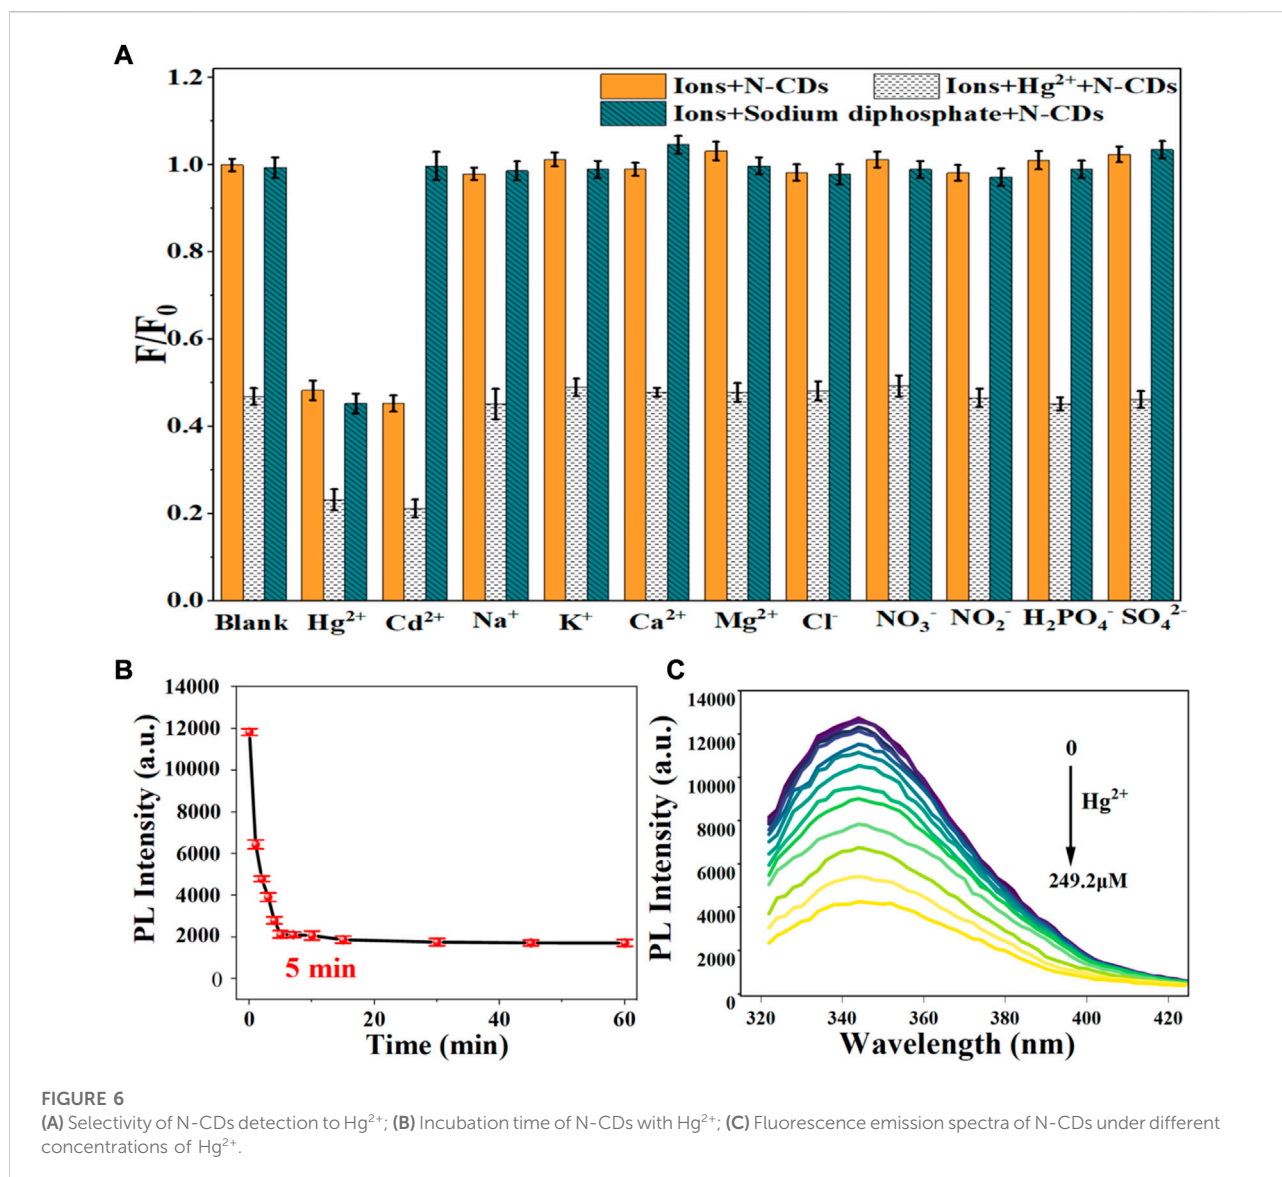 A
1.2
1.0
0.8
0.6
0.4
0.2
0.0
F/F₀
Ions+N-CDs
Ions+Hg²⁺+N-CDs
Ions+Sodium diphosphate+N-CDs
Blank Hg²⁺ Cd²⁺ Na⁺ K⁺ Ca²⁺ Mg²⁺ Cl⁻ NO₃⁻ NO₂⁻ H₂PO₄⁻ SO₄²⁻
B
14000
12000
10000
8000
6000
4000
2000
0
PL Intensity (a.u.)
5 min
0 20 40 60
Time (min)
C
14000
12000
10000
8000
6000
4000
2000
0
PL Intensity (a.u.)
0
Hg²⁺
249.2μM
320 340 360 380 400 420
Wavelength (nm)
FIGURE 6
(A) Selectivity of N-CDs detection to Hg²⁺; (B) Incubation time of N-CDs with Hg²⁺; (C) Fluorescence emission spectra of N-CDs under different
concentrations of Hg²⁺.